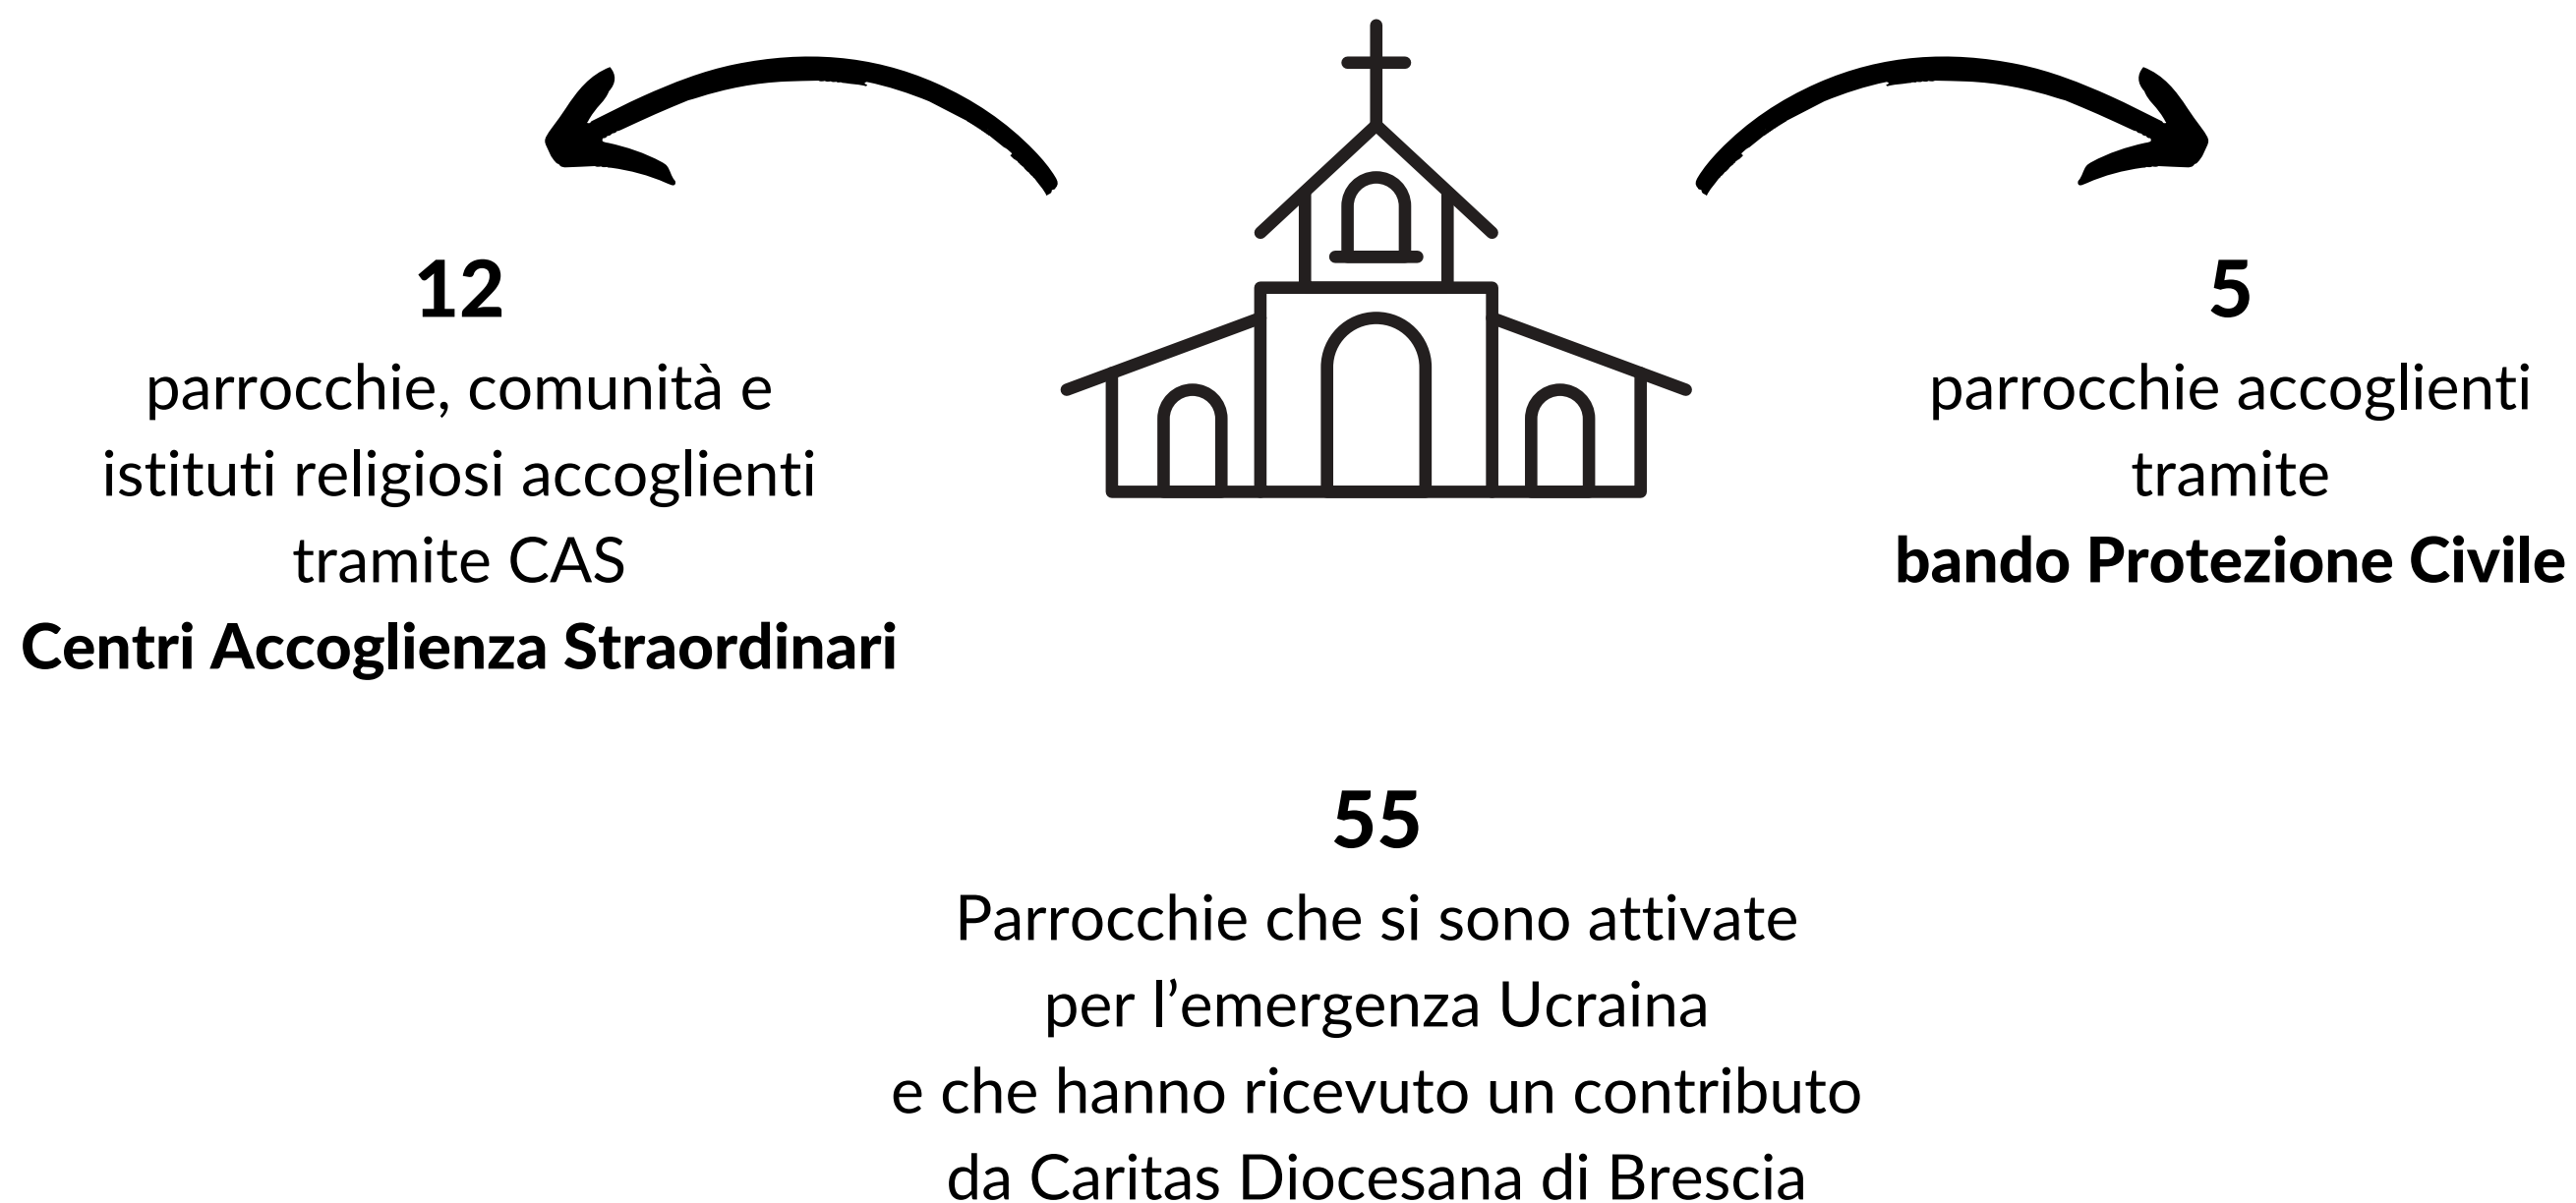 12
parrocchie, comunità e
istituti religiosi accoglienti
tramite CAS
Centri Accoglienza Straordinari
5
parrocchie accoglienti
tramite
bando Protezione Civile
55
Parrocchie che si sono attivate
per l’emergenza Ucraina
e che hanno ricevuto un contributo
da Caritas Diocesana di Brescia